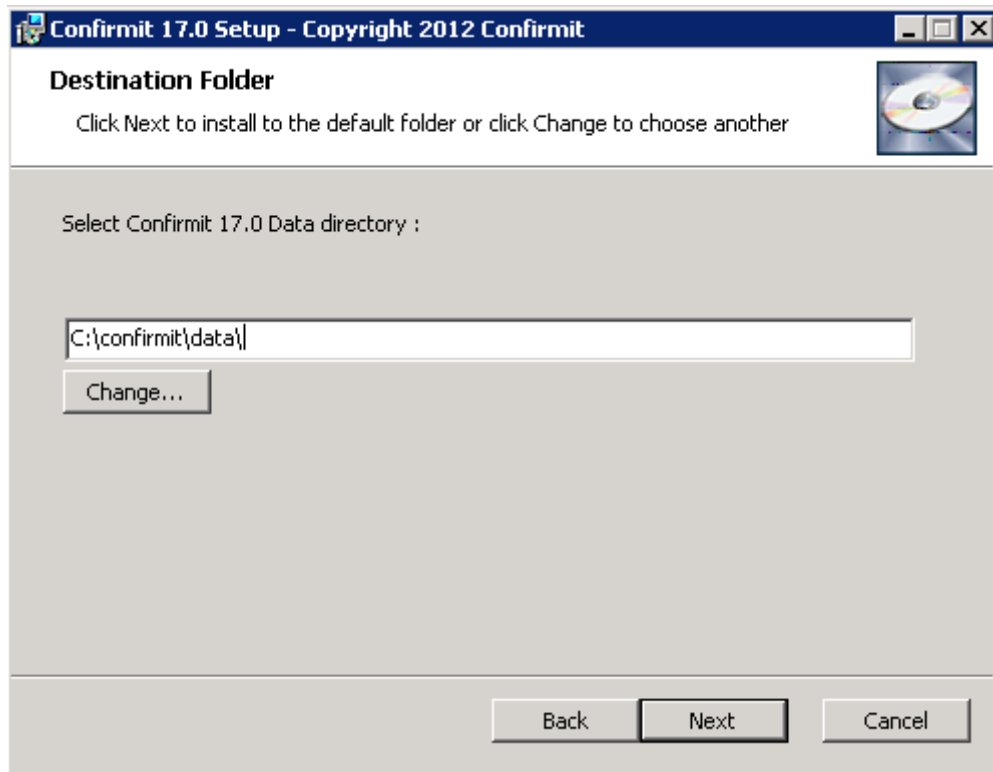 Confirmit 17.0 Setup - Copyright 2012 Confirmit
Destination Folder
Click Next to install to the default folder or click Change to choose another
Select Confirmit 17.0 Data directory :
C:\confirmit\data\
Change...
Back Next Cancel